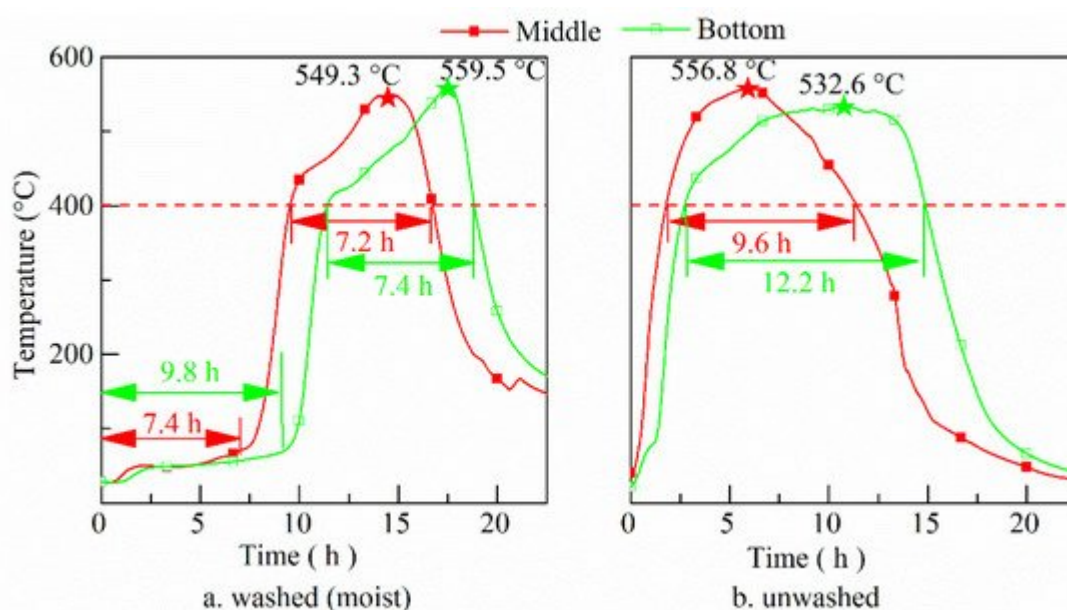 Middle Bottom
600
400
200
Temperature (°C)
549.3 °C
559.5 °C
7.2 h
7.4 h
9.8 h
7.4 h
0 5 10 15 20
Time ( h )
a. washed (moist)
556.8 °C
532.6 °C
9.6 h
12.2 h
0 5 10 15 20
Time ( h )
b. unwashed